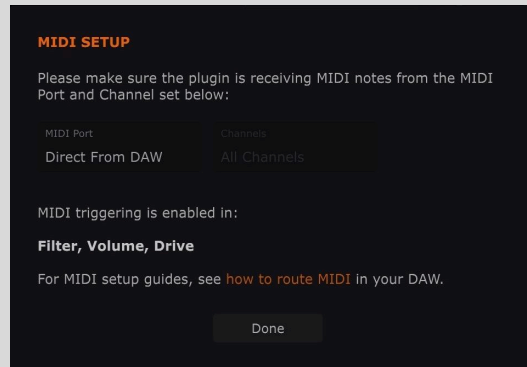 MIDI SETUP
Please make sure the plugin is receiving MIDI notes from the MIDI
Port and Channel set below:
MIDI Port
Channels
Direct From DAW
All Channels
MIDI triggering is enabled in:
Filter, Volume, Drive
For MIDI setup guides, see how to route MIDI in your DAW.
Done